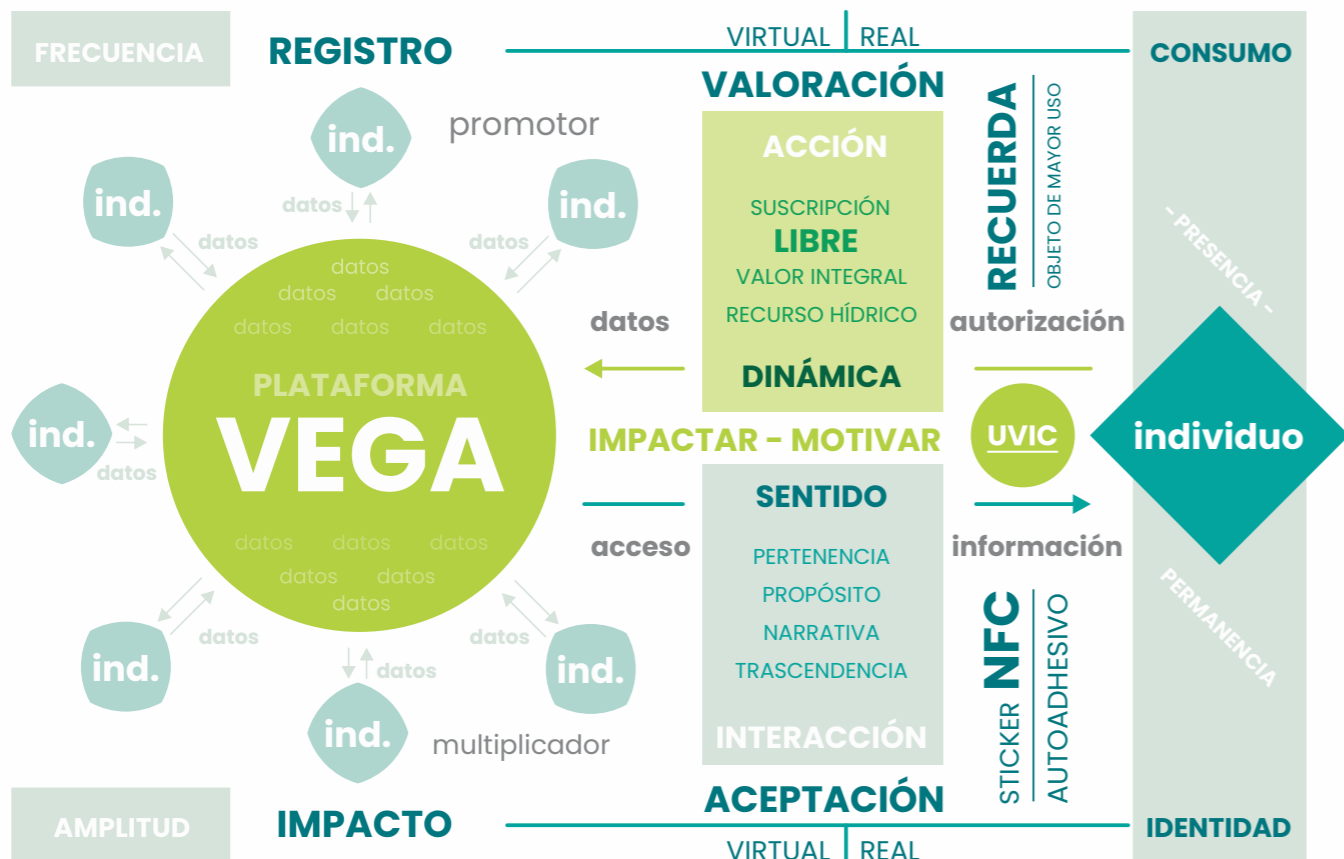 FRECUENCIA
REGISTRO
VIRTUAL | REAL
CONSUMO
VALORACIÓN
promotor
ind.
ind.
ind.
datos
datos
datos
ACCIÓN
SUSCRIPCIÓN
LIBRE
VALOR INTEGRAL
RECURSO HÍDRICO
DINÁMICA
RECUERDA
OBJETO DE MAYOR USO
- PRESENCIA -
datos
datos datos
datos datos datos
datos
autorización
PLATAFORMA
VEGA
ind.
datos
IMPACTAR - MOTIVAR
UVIC
individuo
SENTIDO
acceso
información
datos datos datos
datos datos
datos
PERTENENCIA
PROPÓSITO
NARRATIVA
TRASCENDENCIA
INTERACCIÓN
STICKER NFC
AUTOADHESIVO
PERMANENCIA
datos
datos
datos
ind.
ind.
ind.
multiplicador
ACEPTACIÓN
AMPLITUD
IMPACTO
IDENTIDAD
VIRTUAL | REAL